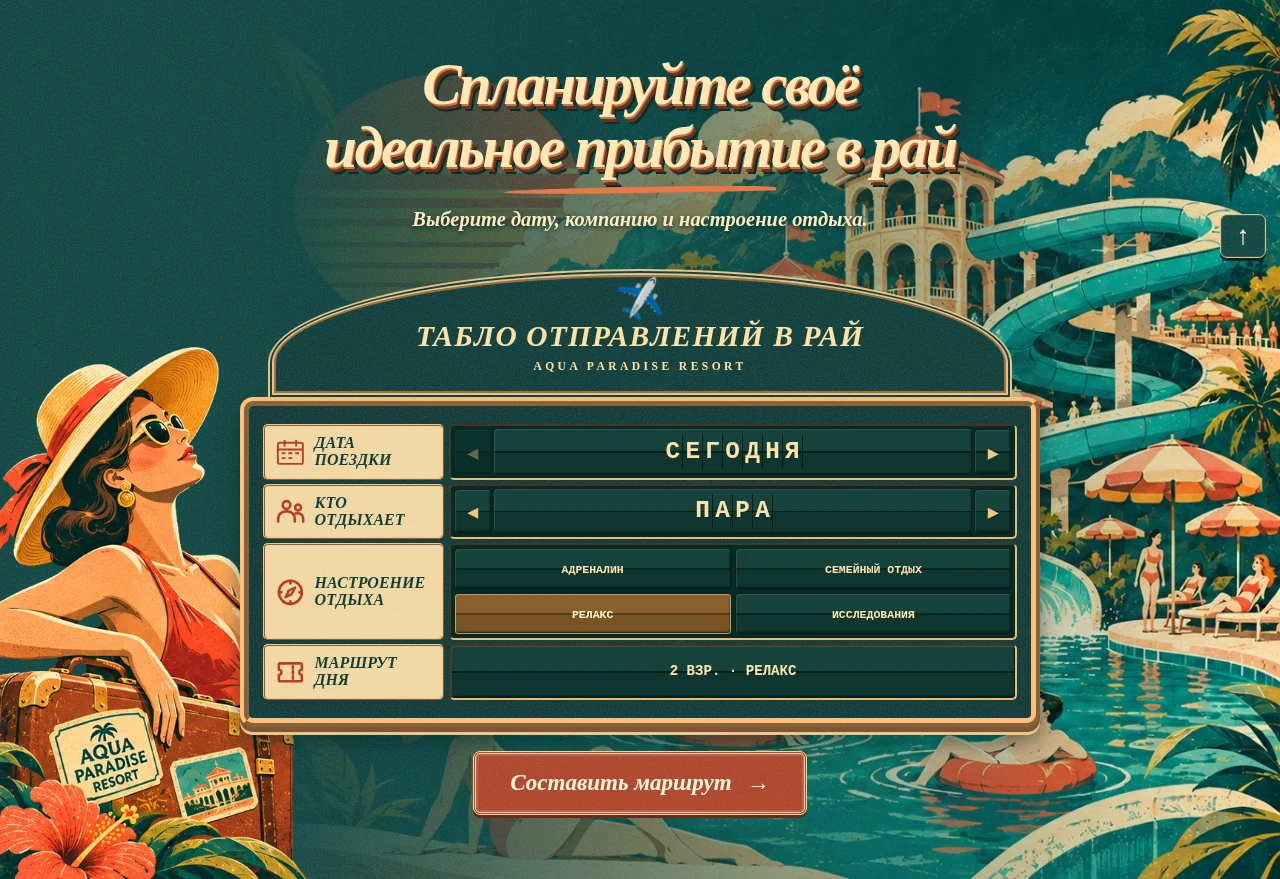 Спланируйте своё
идеальное прибытие в рай
Выберите дату, компанию и настроение отдыха.
↑
ТАБЛО ОТПРАВЛЕНИЙ В РАЙ
AQUA PARADISE RESORT
ДАТА
ПОЕЗДКИ
◀ СЕГОДНЯ ▶
КТО
ОТДЫХАЕТ
◀ ПАРА ▶
НАСТРОЕНИЕ
ОТДЫХА
АДРЕНАЛИН
СЕМЕЙНЫЙ ОТДЫХ
РЕЛАКС
ИССЛЕДОВАНИЯ
МАРШРУТ
ДНЯ
2 ВЗР. · РЕЛАКС
AQUA
PARADISE
RESORT
Составить маршрут →